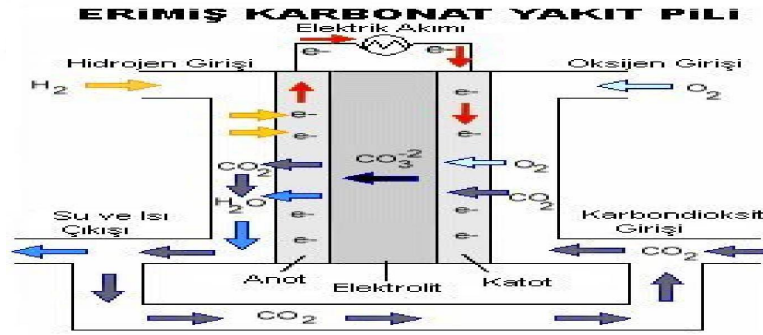 ERİMİŞ KARBONAT YAKIT PİLİ
Elektrik Akımı
e- e-
Hidrojen Girişi Oksijen Girişi
H2 e- O2
e- e-
e-
CO2 CO3-2 O2
H2O CO2
Su ve Isı Çıkışı
e- e-
Karbondioksit Girişi
e- e-
CO2
Anot Elektrolit Katot
CO2